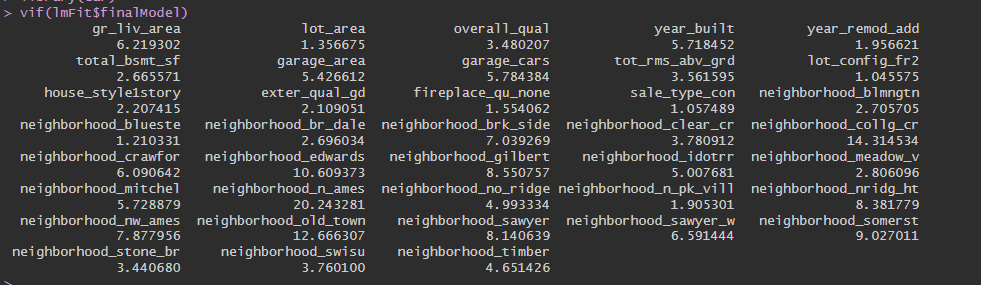 > vif(lmFit$finalModel)
gr_liv_area lot_area overall_qual year_built year_remod_add
6.219302 1.356675 3.480207 5.718452 1.956621
total_bsmt_sf garage_area garage_cars tot_rms_abv_grd lot_config_fr2
2.665571 5.426612 5.784384 3.561595 1.045575
house_style1story exter_qual_gd fireplace_qu_none sale_type_con neighborhood_blmngtn
2.207415 2.109051 1.554062 1.057489 2.705705
neighborhood_blueste neighborhood_br_dale neighborhood_brk_side neighborhood_clear_cr neighborhood_collg_cr
1.210331 2.696034 7.039269 3.780912 14.314534
neighborhood_crawfor neighborhood_edwards neighborhood_gilbert neighborhood_idotrr neighborhood_meadow_v
6.090642 10.609373 8.550757 5.007681 2.806096
neighborhood_mitchel neighborhood_n_ames neighborhood_no_ridge neighborhood_n_pk_vill neighborhood_nridg_ht
5.728879 20.243281 4.993334 1.905301 8.381779
neighborhood_nw_ames neighborhood_old_town neighborhood_sawyer neighborhood_sawyer_w neighborhood_somerst
7.877956 12.666307 8.140639 6.591444 9.027011
neighborhood_stone_br neighborhood_swisu neighborhood_timber
3.440680 3.760100 4.651426